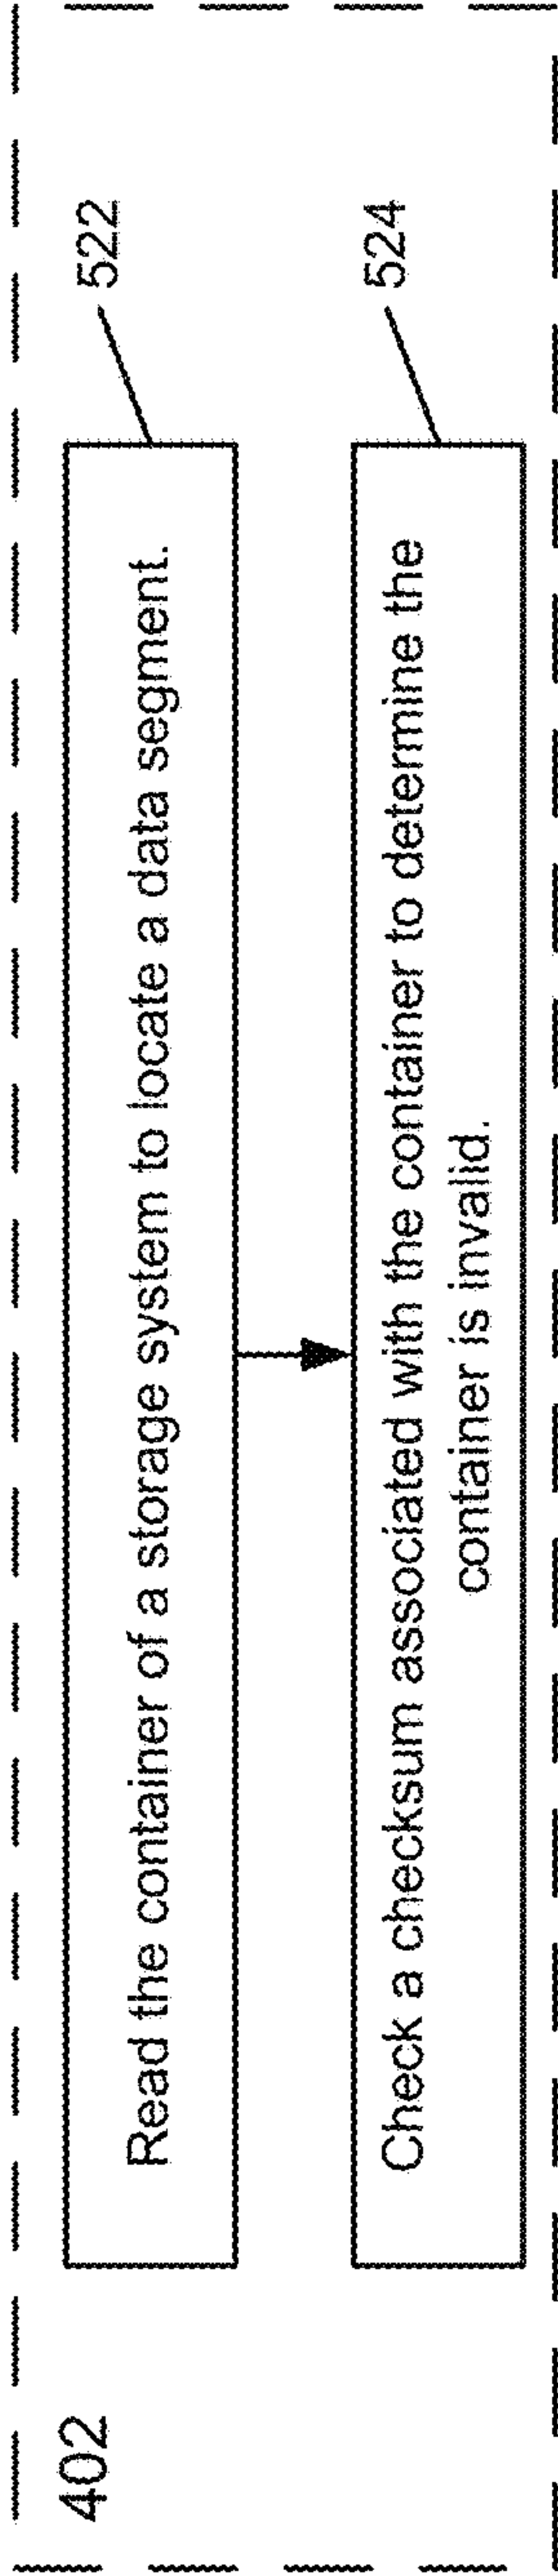 402
Read the container of a storage system to locate a data segment.
522
Check a checksum associated with the container to determine the
container is invalid.
524